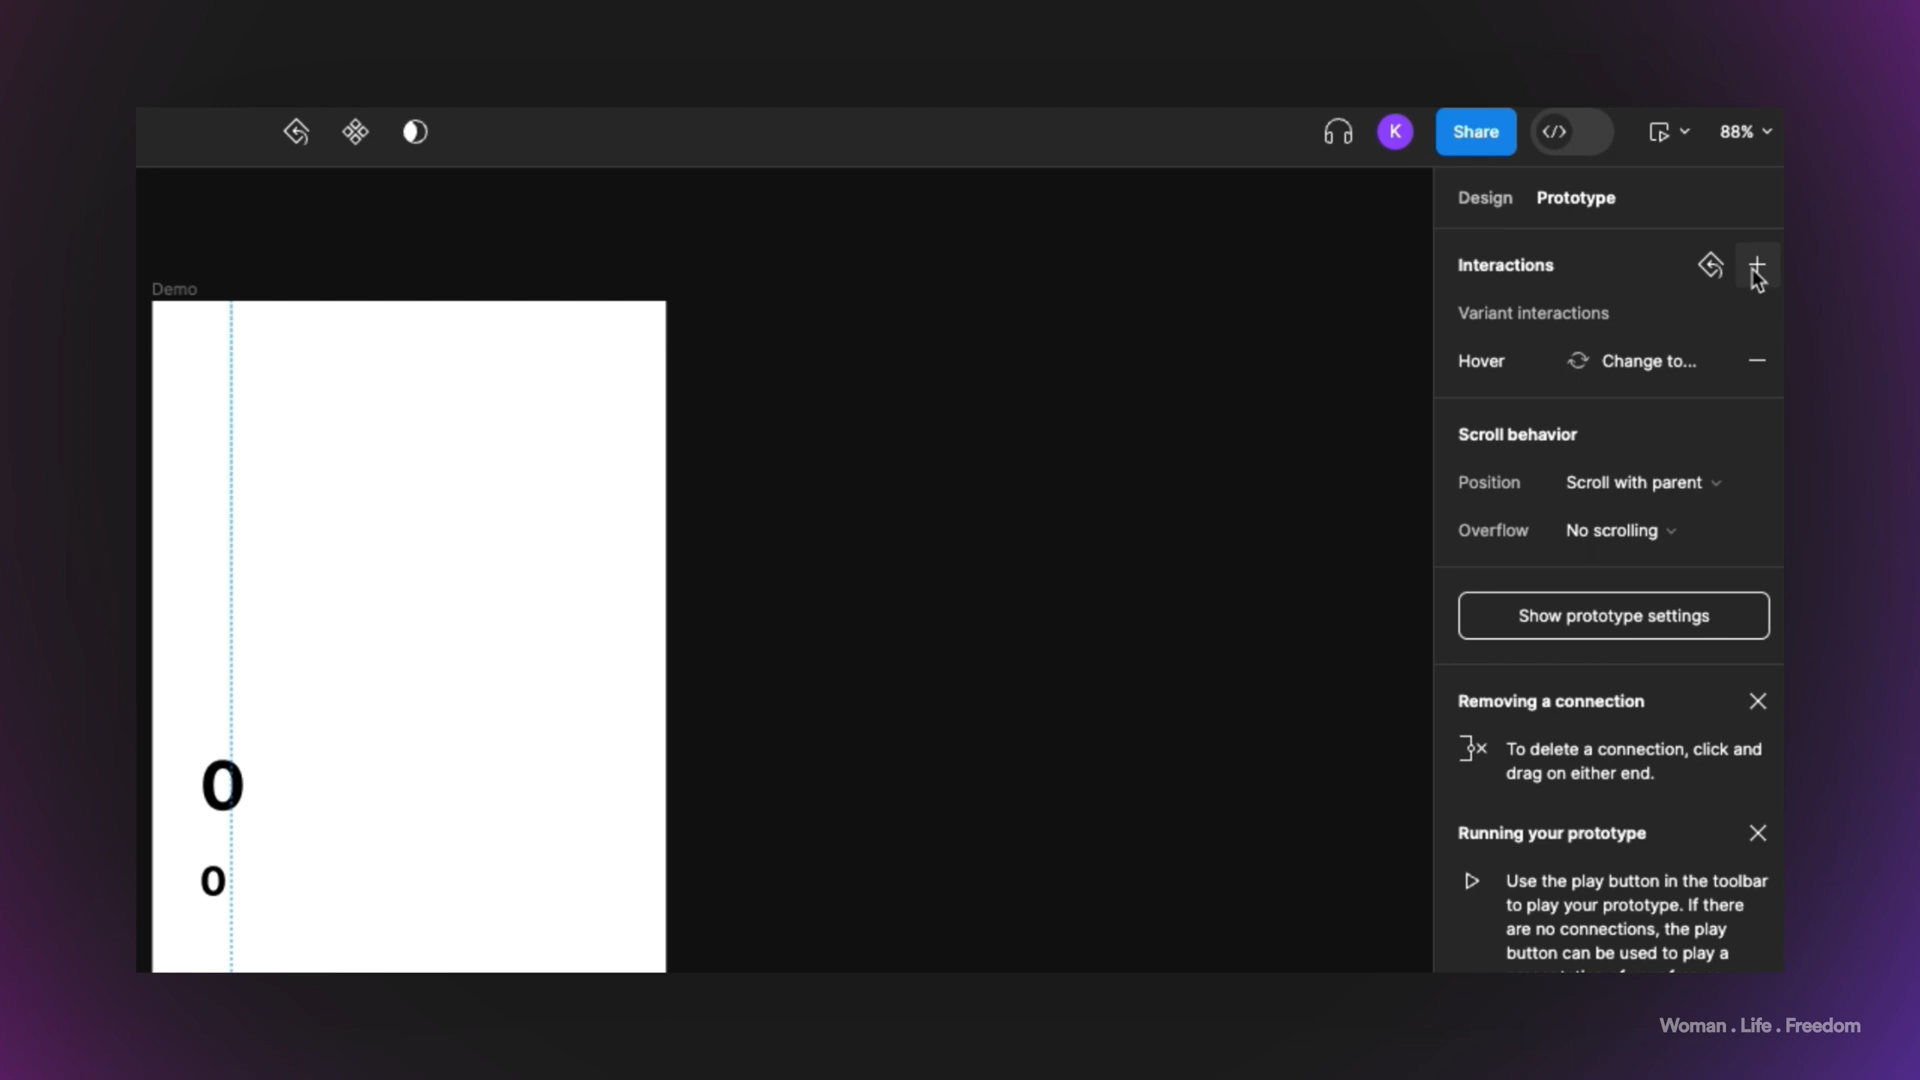 K
Share
88%
Design
Prototype
Interactions
Variant interactions
Hover
Change to...
Scroll behavior
Position
Scroll with parent
Overflow
No scrolling
Show prototype settings
Removing a connection
To delete a connection, click and
drag on either end.
Running your prototype
Use the play button in the toolbar
to play your prototype. If there
are no connections, the play
button can be used to play a
Demo
0
0
Woman . Life . Freedom